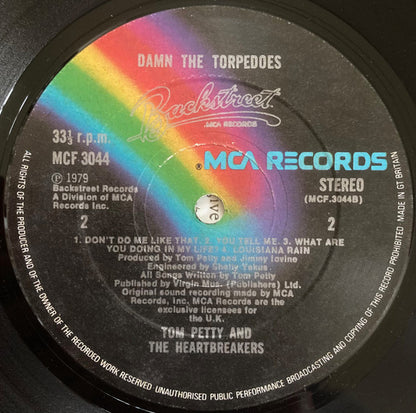 DAMN THE TORPEDOES
Backstreet
MCA RECORDS
33⅓ r.p.m.
MCF 3044
®MCA RECORDS
℗ 1979
Backstreet Records
A Division of MCA
Records Inc.
STEREO
(MCF.3044B)
2
2
1. DON'T DO ME LIKE THAT. 2. YOU TELL ME. 3. WHAT ARE
YOU DOING IN MY LIFE? 4. LOUISIANA RAIN
Produced by Tom Petty and Jimmy Iovine
Engineered by Shelly Yakus
All Songs Written by Tom Petty
Published by Virgin Mus. (Publishers) Ltd.
Original sound recording made by MCA
Records, Inc. MCA Records are the
exclusive licensees for
the U.K.
TOM PETTY AND
THE HEARTBREAKERS
ALL RIGHTS OF THE PRODUCER AND OF THE OWNER OF THE RECORDED WORK RESERVED UNAUTHORISED PUBLIC PERFORMANCE BROADCASTING AND COPYING OF THIS RECORD PROHIBITED MADE IN GT BRITAIN